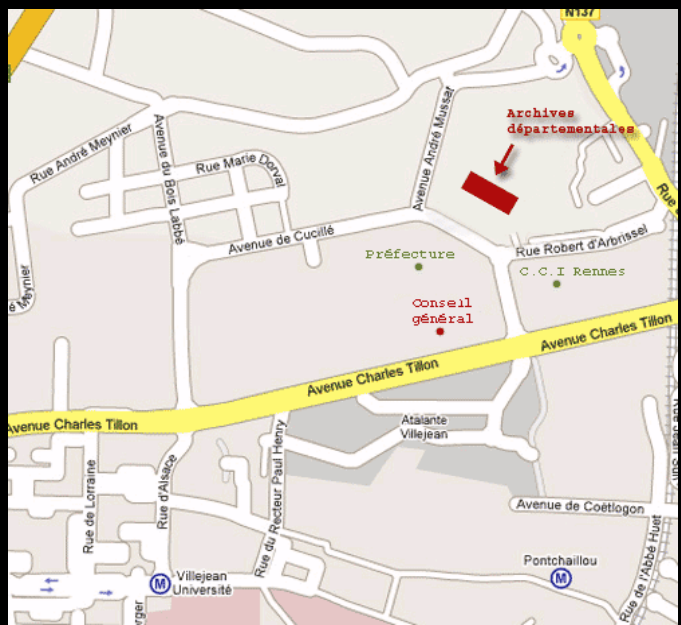 N137
Archives
départementales
Rue André Meynier
Avenue du Bois Labbé
Rue Marie Dorval
Avenue André Mussat
Avenue de Cucillé
Préfecture
Rue Robert d'Arbrissel
C.C.I Rennes
Meynier
Conseil
général
Avenue Charles Tillon
Avenue Charles Tillon
Avenue Charles Tillon
Atalante
Villejean
Rue de Lorraine
Rue d'Alsace
Rue du Recteur Paul Henry
Avenue de Coëtlogon
Rue de l'Abbé Huet
Pontchaillou
M
M
Villejean
Université